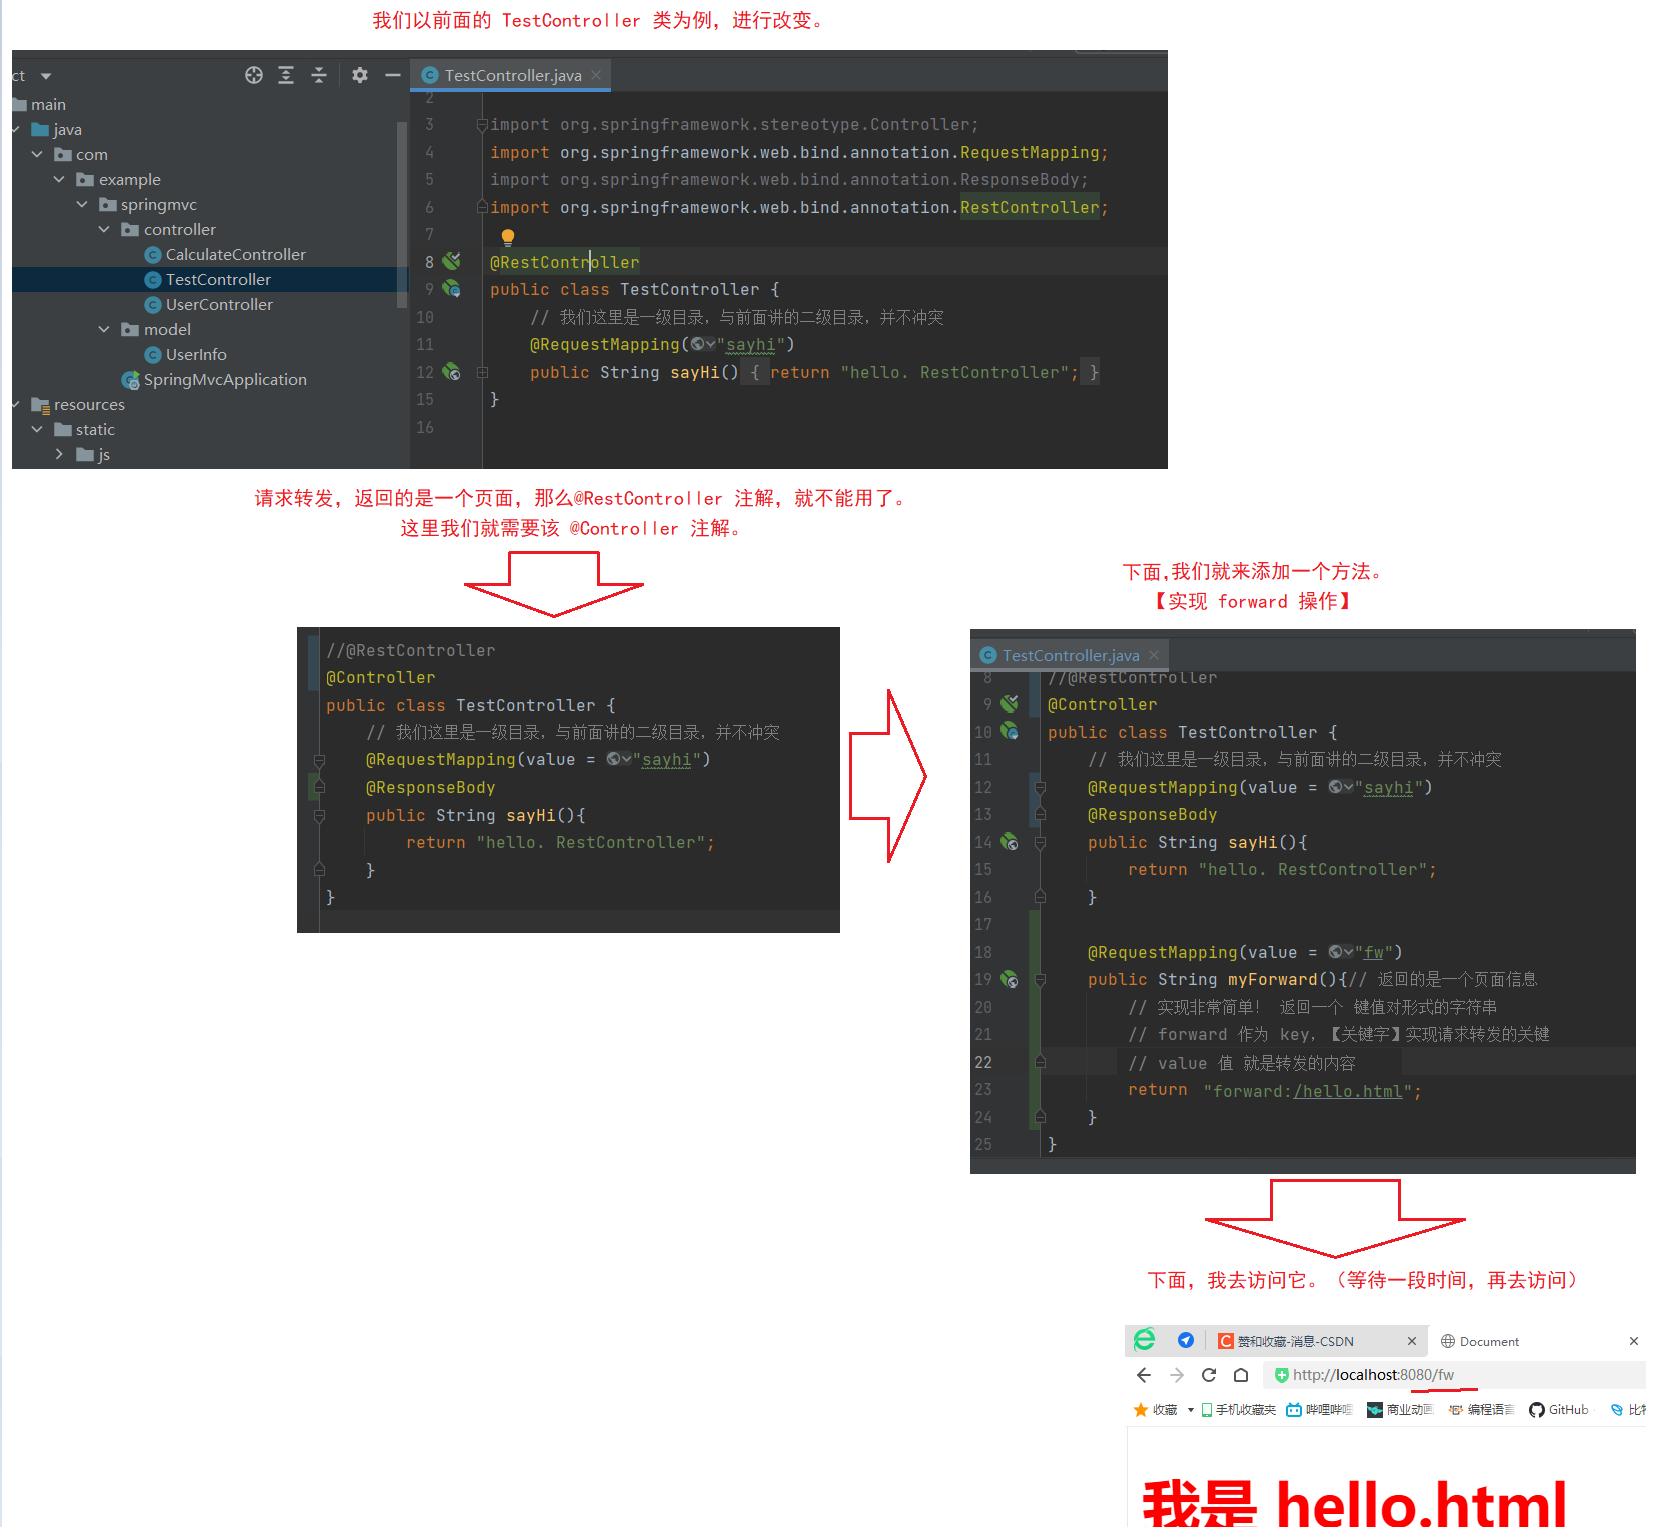 我们以前面的 TestController 类为例，进行改变。
ct
main
java
com
example
springmvc
controller
CalculateController
TestController
UserController
model
UserInfo
SpringMvcApplication
resources
static
js
TestController.java
2
3 import org.springframework.stereotype.Controller;
4 import org.springframework.web.bind.annotation.RequestMapping;
5 import org.springframework.web.bind.annotation.ResponseBody;
6 import org.springframework.web.bind.annotation.RestController;
7
8 @RestController
9 public class TestController {
10 // 我们这里是一级目录，与前面讲的二级目录，并不冲突
11 @RequestMapping("sayhi")
12 public String sayHi() { return "hello. RestController"; }
15 }
16
请求转发，返回的是一个页面，那么@RestController 注解，就不能用了。
这里我们就需要该 @Controller 注解。
//@RestController
@Controller
public class TestController {
// 我们这里是一级目录，与前面讲的二级目录，并不冲突
@RequestMapping(value = "sayhi")
@ResponseBody
public String sayHi(){
return "hello. RestController";
}
}
下面,我们就来添加一个方法。
【实现 forward 操作】
TestController.java
8 //@RestController
9 @Controller
10 public class TestController {
11 // 我们这里是一级目录，与前面讲的二级目录，并不冲突
12 @RequestMapping(value = "sayhi")
13 @ResponseBody
14 public String sayHi(){
15 return "hello. RestController";
16 }
17
18 @RequestMapping(value = "fw")
19 public String myForward(){// 返回的是一个页面信息
20 // 实现非常简单！ 返回一个 键值对形式的字符串
21 // forward 作为 key，【关键字】实现请求转发的关键
22 // value 值 就是转发的内容
23 return "forward:/hello.html";
24 }
25 }
下面，我去访问它。（等待一段时间，再去访问）
赞和收藏-消息-CSDN
Document
http://localhost:8080/fw
收藏 手机收藏夹 哔哩哔哩 商业动画 编程语言 GitHub 比特
我是 hello.html